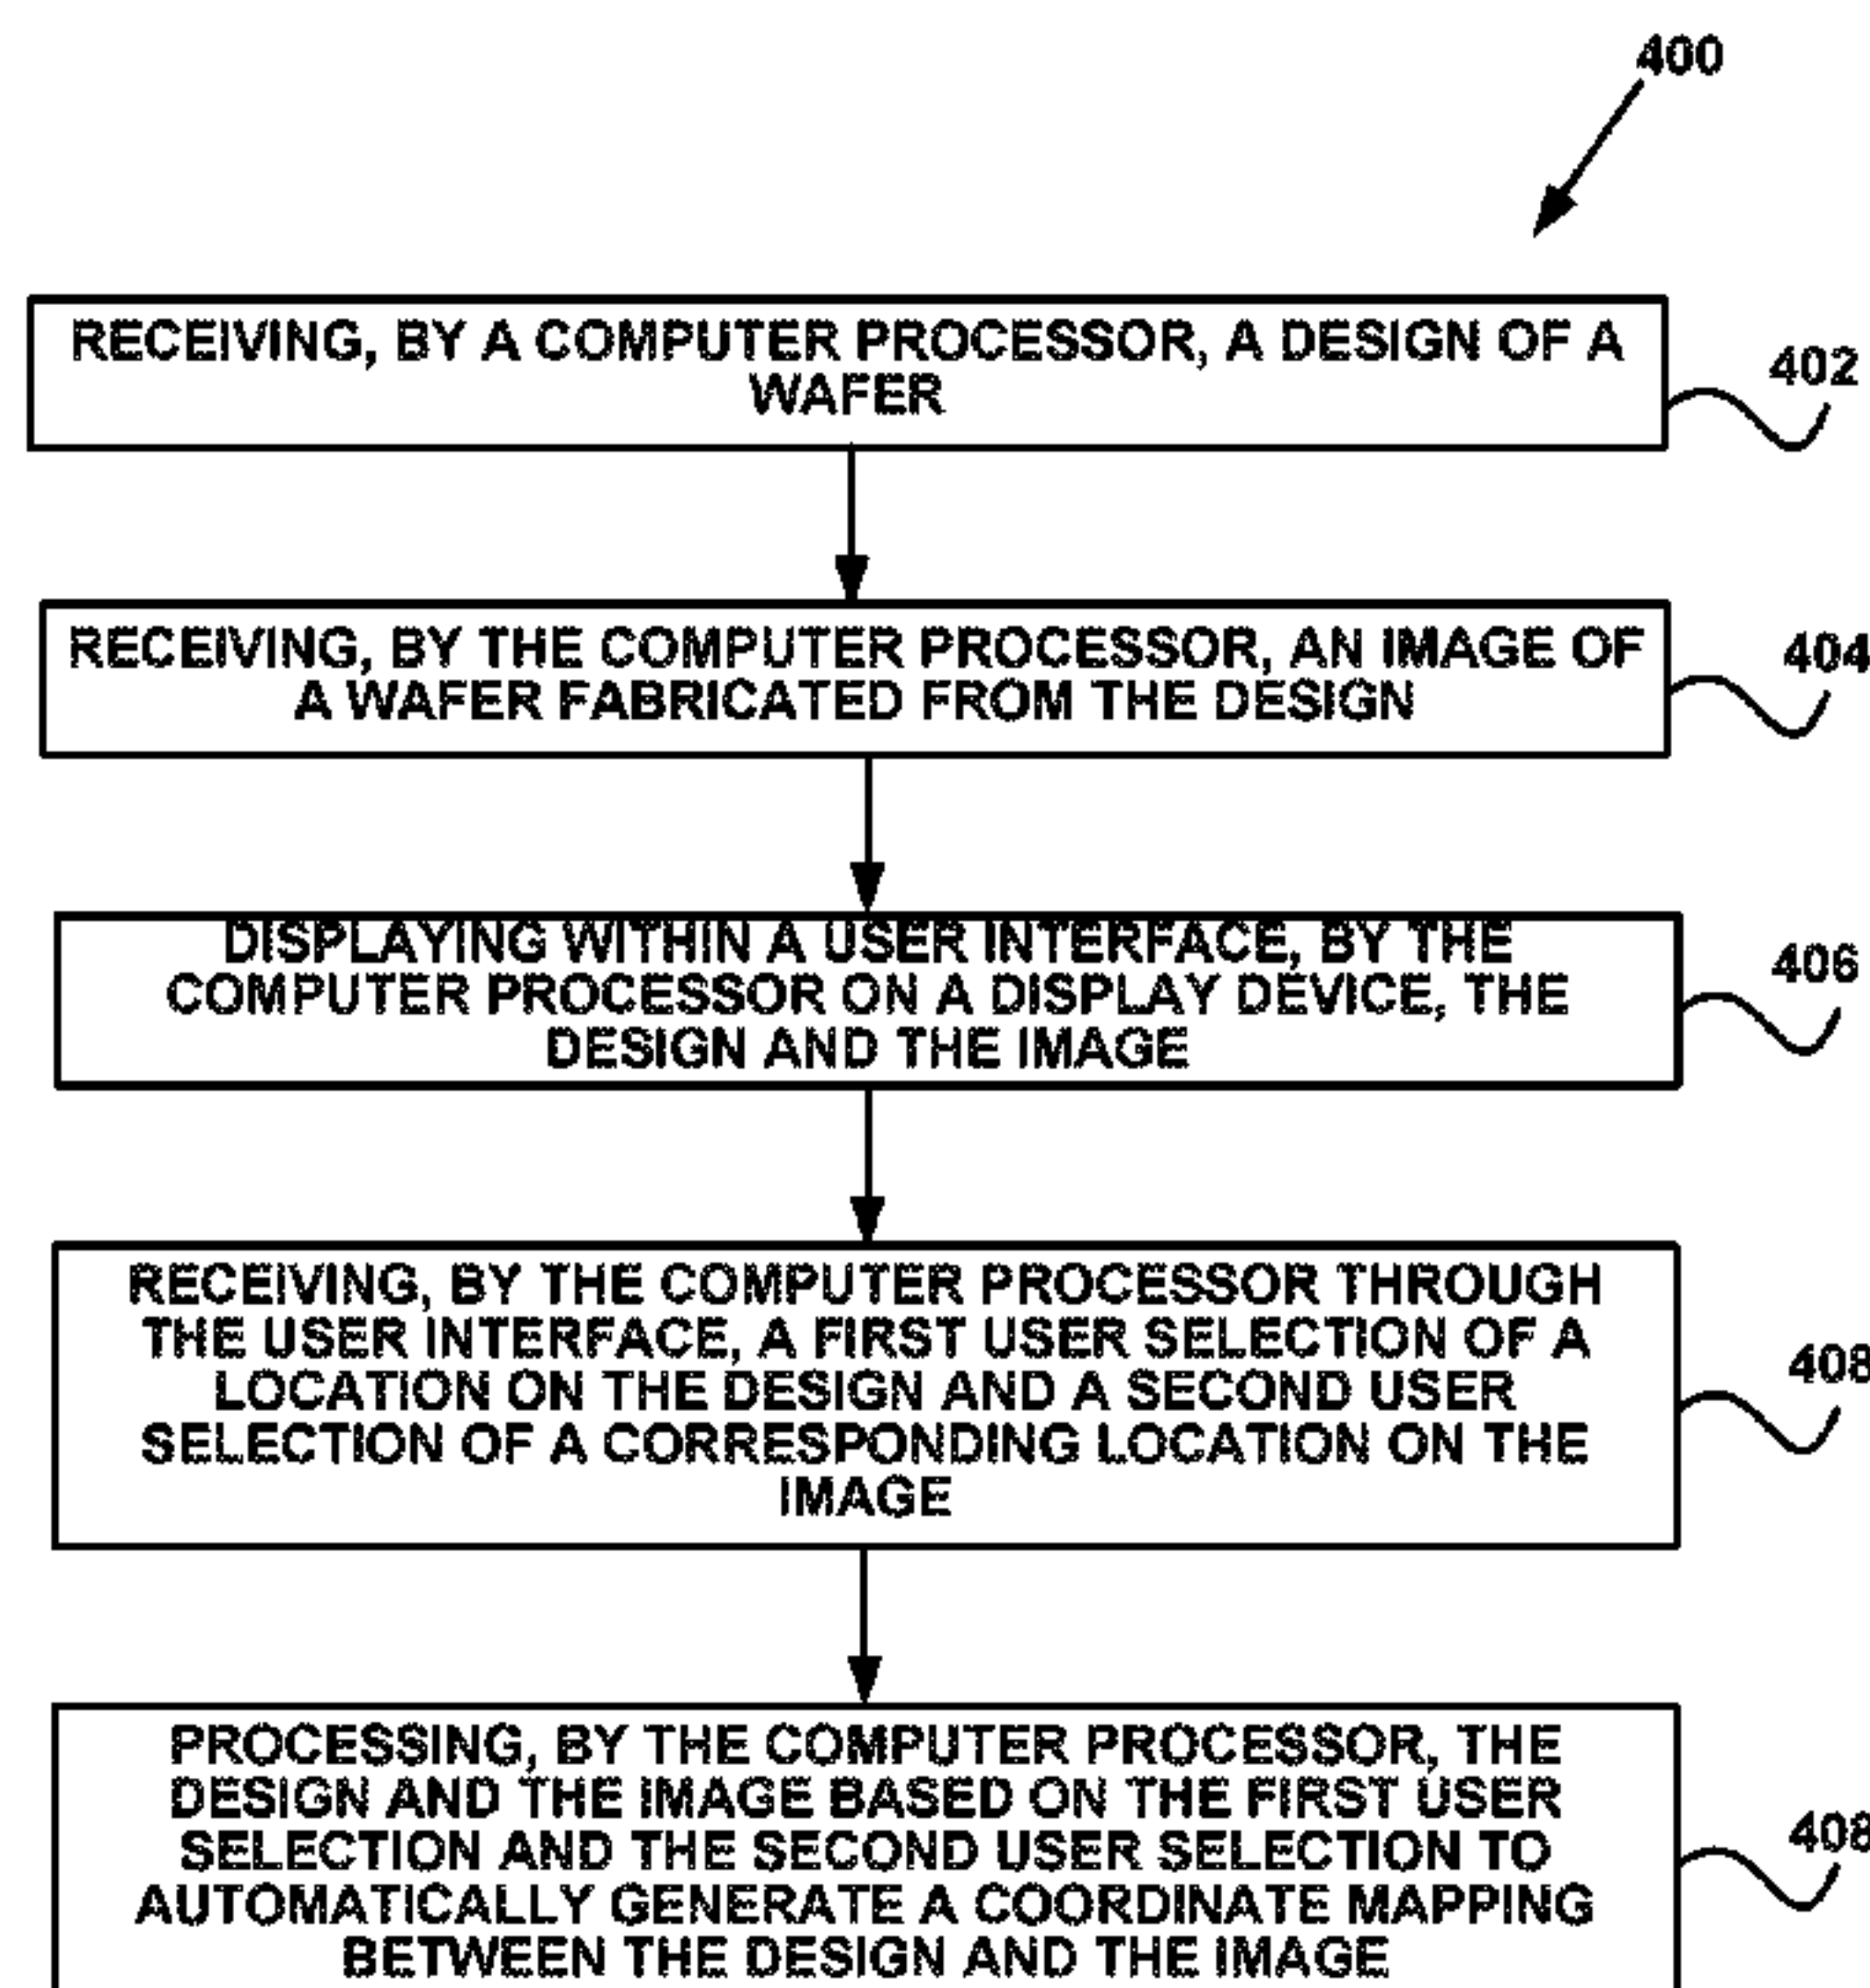 400
RECEIVING, BY A COMPUTER PROCESSOR, A DESIGN OF A
WAFER
402
RECEIVING, BY THE COMPUTER PROCESSOR, AN IMAGE OF
A WAFER FABRICATED FROM THE DESIGN
404
DISPLAYING WITHIN A USER INTERFACE, BY THE
COMPUTER PROCESSOR ON A DISPLAY DEVICE, THE
DESIGN AND THE IMAGE
406
RECEIVING, BY THE COMPUTER PROCESSOR THROUGH
THE USER INTERFACE, A FIRST USER SELECTION OF A
LOCATION ON THE DESIGN AND A SECOND USER
SELECTION OF A CORRESPONDING LOCATION ON THE
IMAGE
408
PROCESSING, BY THE COMPUTER PROCESSOR, THE
DESIGN AND THE IMAGE BASED ON THE FIRST USER
SELECTION AND THE SECOND USER SELECTION TO
AUTOMATICALLY GENERATE A COORDINATE MAPPING
BETWEEN THE DESIGN AND THE IMAGE
408